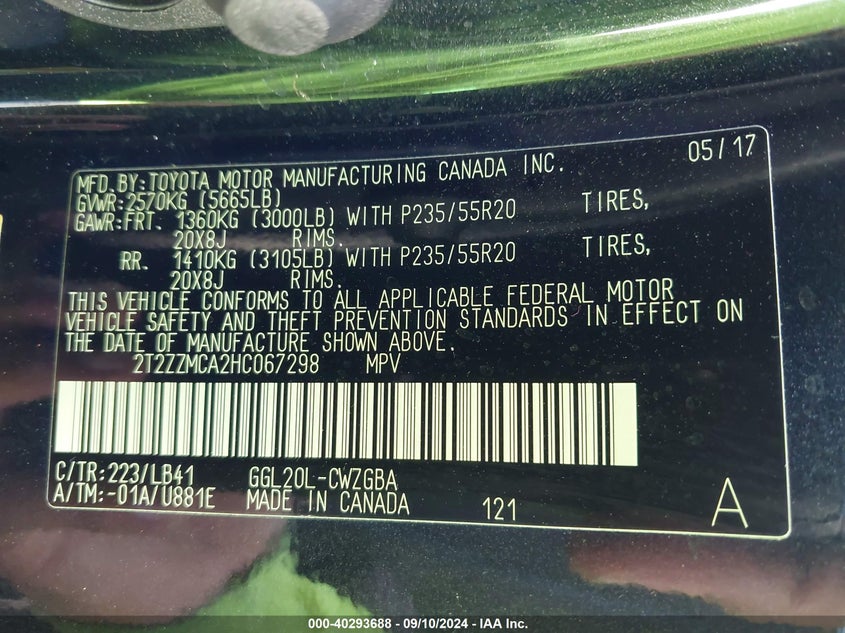 05/17
MFD.BY:TOYOTA MOTOR MANUFACTURING CANADA INC.
GVWR:2570KG (5665LB)
GAWR:FRT. 1360KG (3000LB) WITH P235/55R20 TIRES,
20X8J RIMS.
RR. 1410KG (3105LB) WITH P235/55R20 TIRES,
20X8J RIMS.
THIS VEHICLE CONFORMS TO ALL APPLICABLE FEDERAL MOTOR
VEHICLE SAFETY AND THEFT PREVENTION STANDARDS IN EFFECT ON
THE DATE OF MANUFACTURE SHOWN ABOVE.
2T2ZZMCA2HC067298 MPV
C/TR:223/LB41 GGL20L-CWZGBA
A/TM:-01A/U881E MADE IN CANADA 121 A
000-40293688 - 09/10/2024 - IAA Inc.